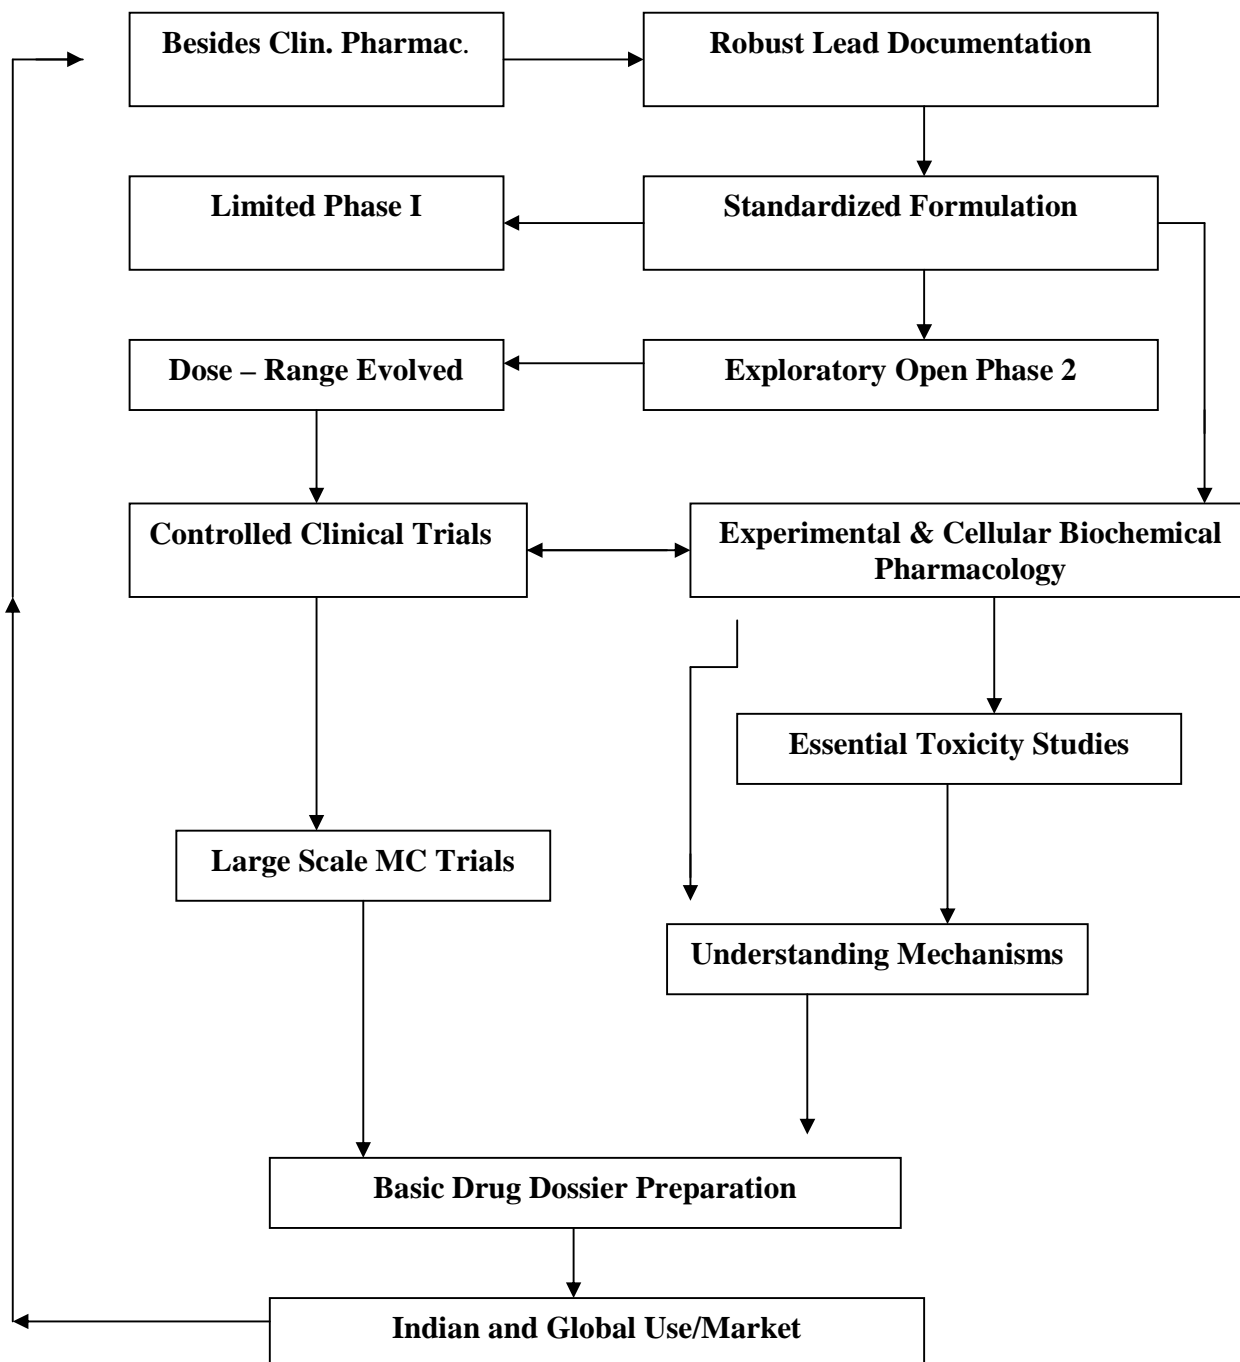 Besides Clin. Pharmac.
Robust Lead Documentation
Limited Phase I
Standardized Formulation
Dose – Range Evolved
Exploratory Open Phase 2
Controlled Clinical Trials
Experimental & Cellular Biochemical
Pharmacology
Essential Toxicity Studies
Large Scale MC Trials
Understanding Mechanisms
Basic Drug Dossier Preparation
Indian and Global Use/Market